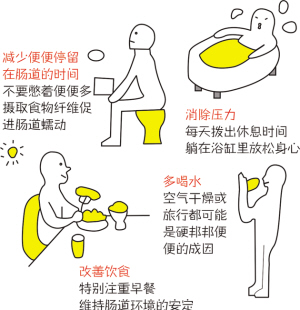 减少便便停留
在肠道的时间
不要憋着便便多
摄取食物纤维促
进肠道蠕动
消除压力
每天拨出休息时间
躺在浴缸里放松身心
多喝水
空气干燥或
旅行都可能
是硬邦邦便
便的成因
改善饮食
特别注重早餐
维持肠道环境的安定